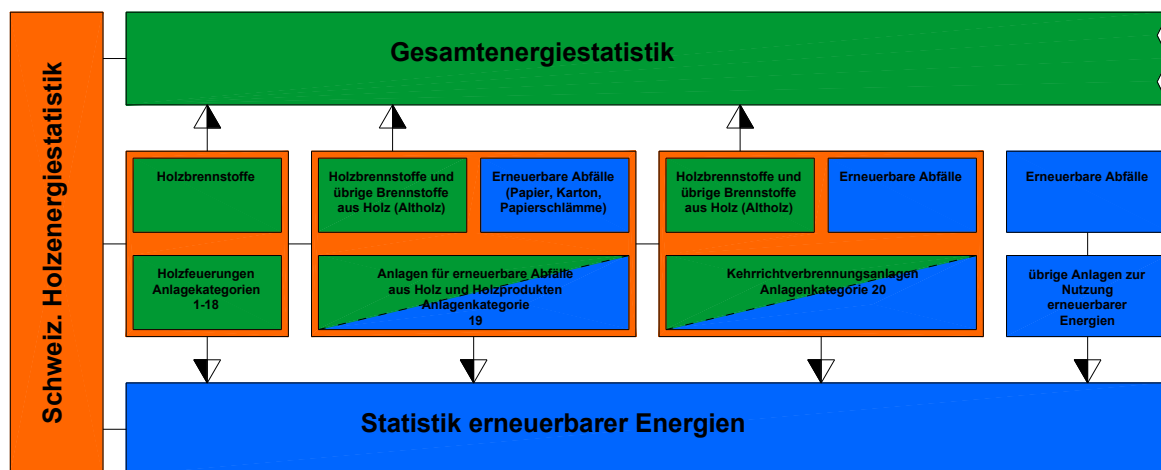 Schweiz. Holzenergiestatistik
Gesamtenergiestatistik
Holzbrennstoffe
Holzbrennstoffe und
übrige Brennstoffe
aus Holz (Altholz)
Erneuerbare Abfälle
(Papier, Karton,
Papierschlämme)
Holzbrennstoffe und
übrige Brennstoffe
aus Holz (Altholz)
Erneuerbare Abfälle
Erneuerbare Abfälle
Holzfeuerungen
Anlagekategorien
1-18
Anlagen für erneuerbare Abfälle
aus Holz und Holzprodukten
Anlagenkategorie
19
Kehrrichtverbrennungsanlagen
Anlagenkategorie 20
übrige Anlagen zur
Nutzung
erneuerbarer
Energien
Statistik erneuerbarer Energien